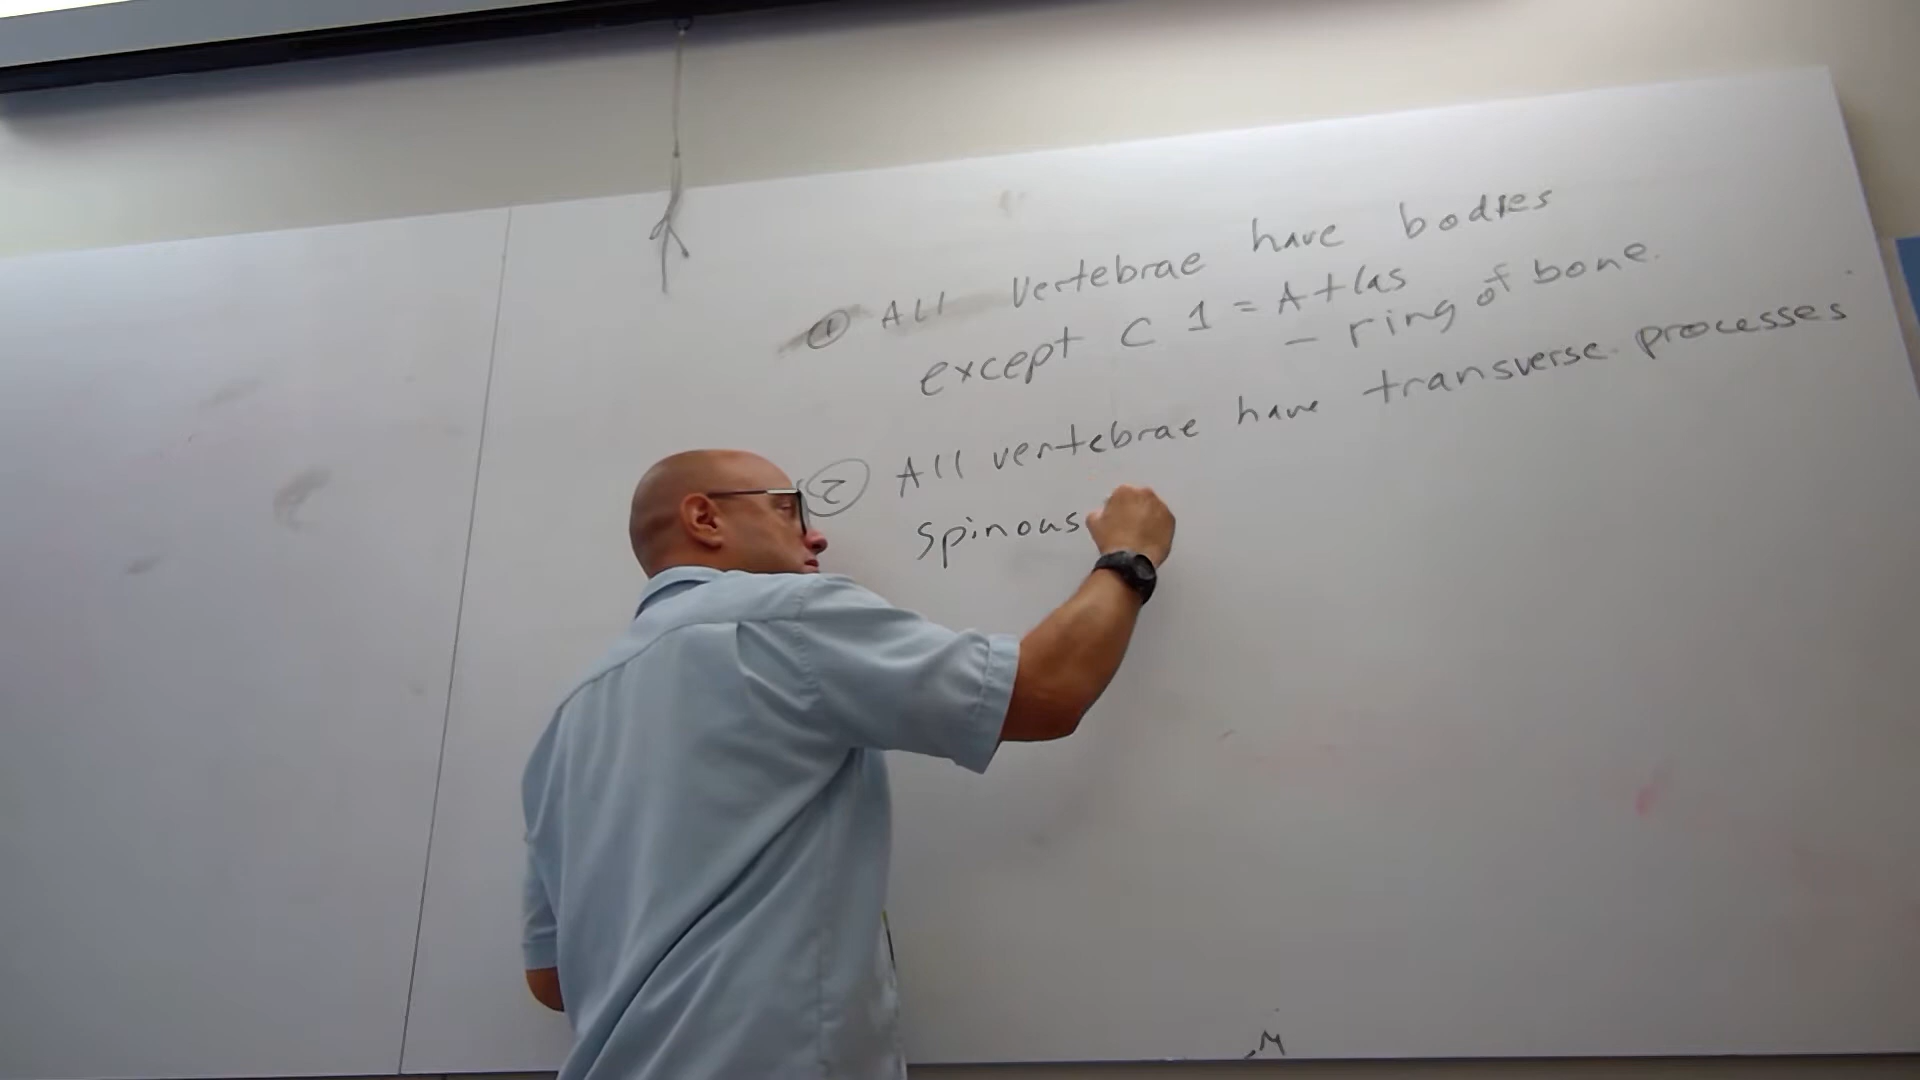 ① All vertebrae have bodies
except C 1 = Atlas
- ring of bone.
② All vertebrae have transverse processes
Spinous
M